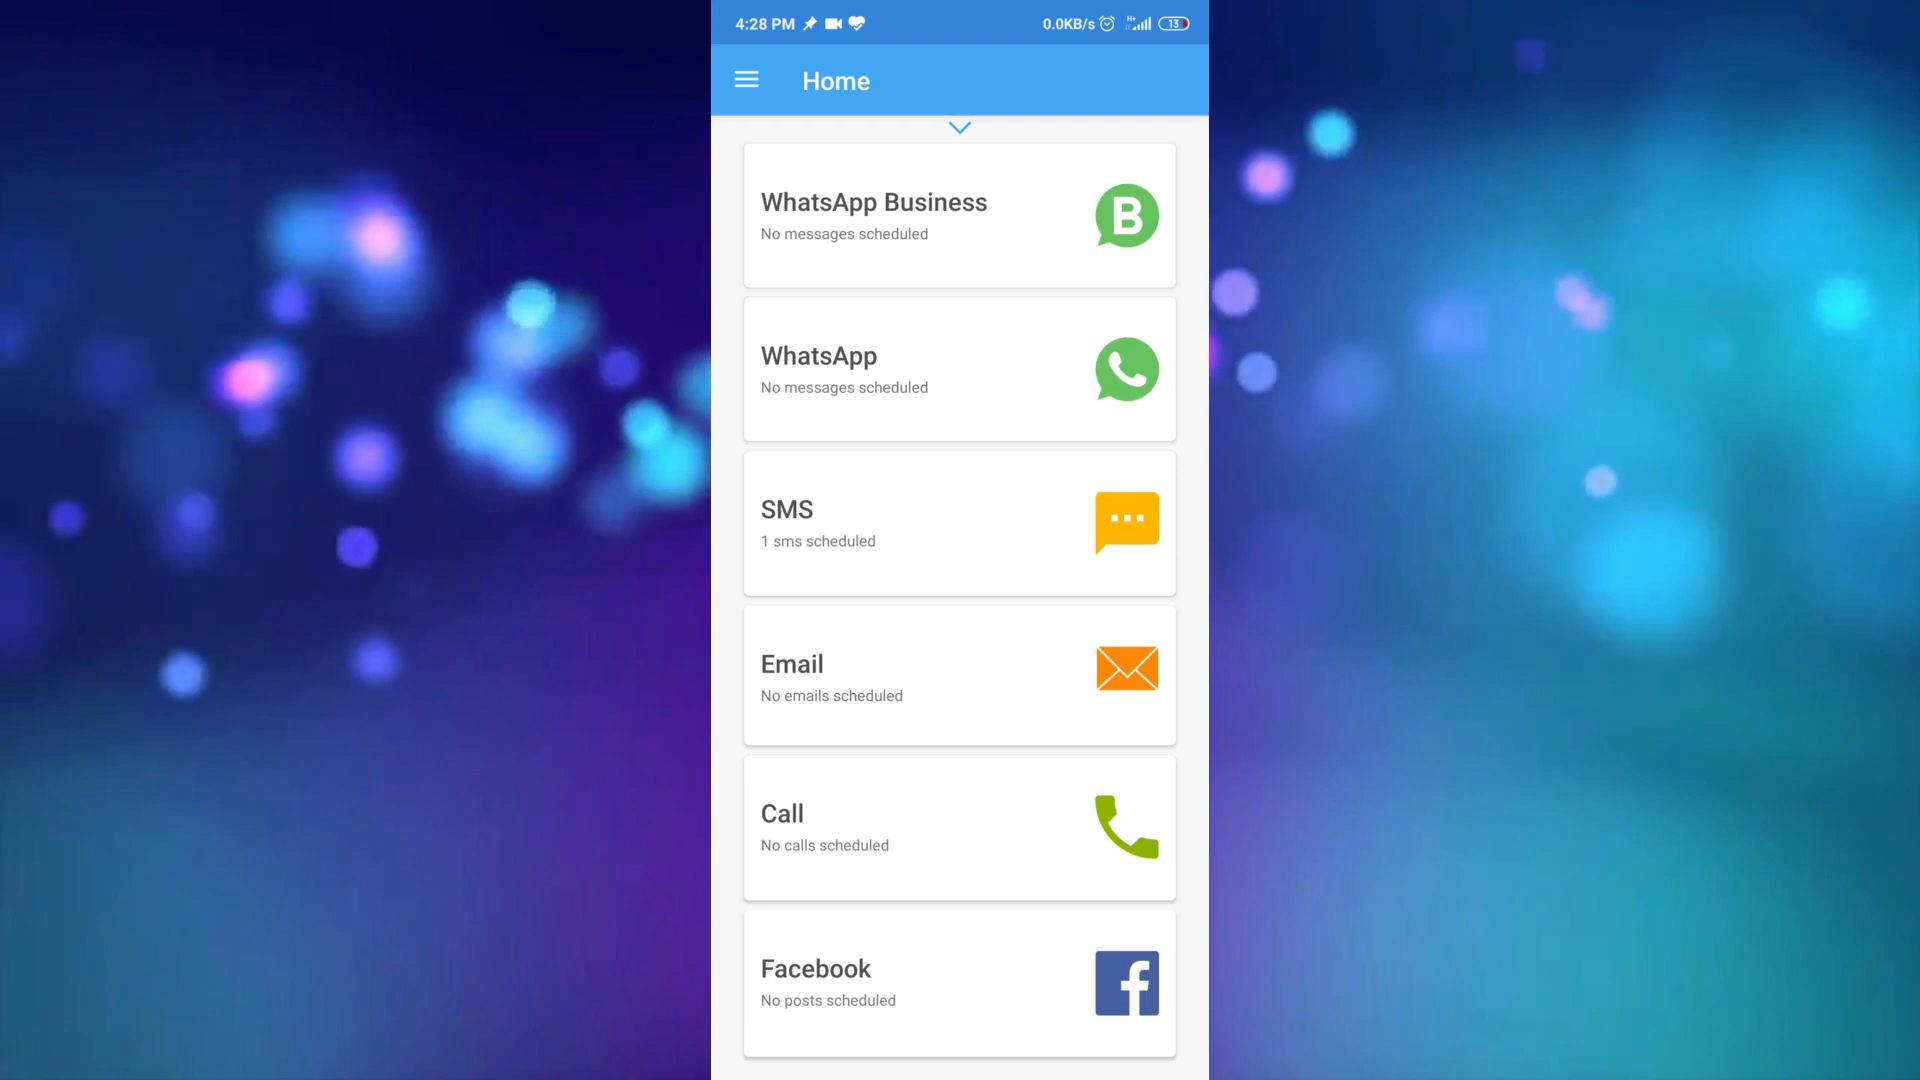 4:28 PM 0.0KB/s H+ 13
Home
WhatsApp Business
No messages scheduled
B
WhatsApp
No messages scheduled
SMS
1 sms scheduled
Email
No emails scheduled
Call
No calls scheduled
Facebook
No posts scheduled
f